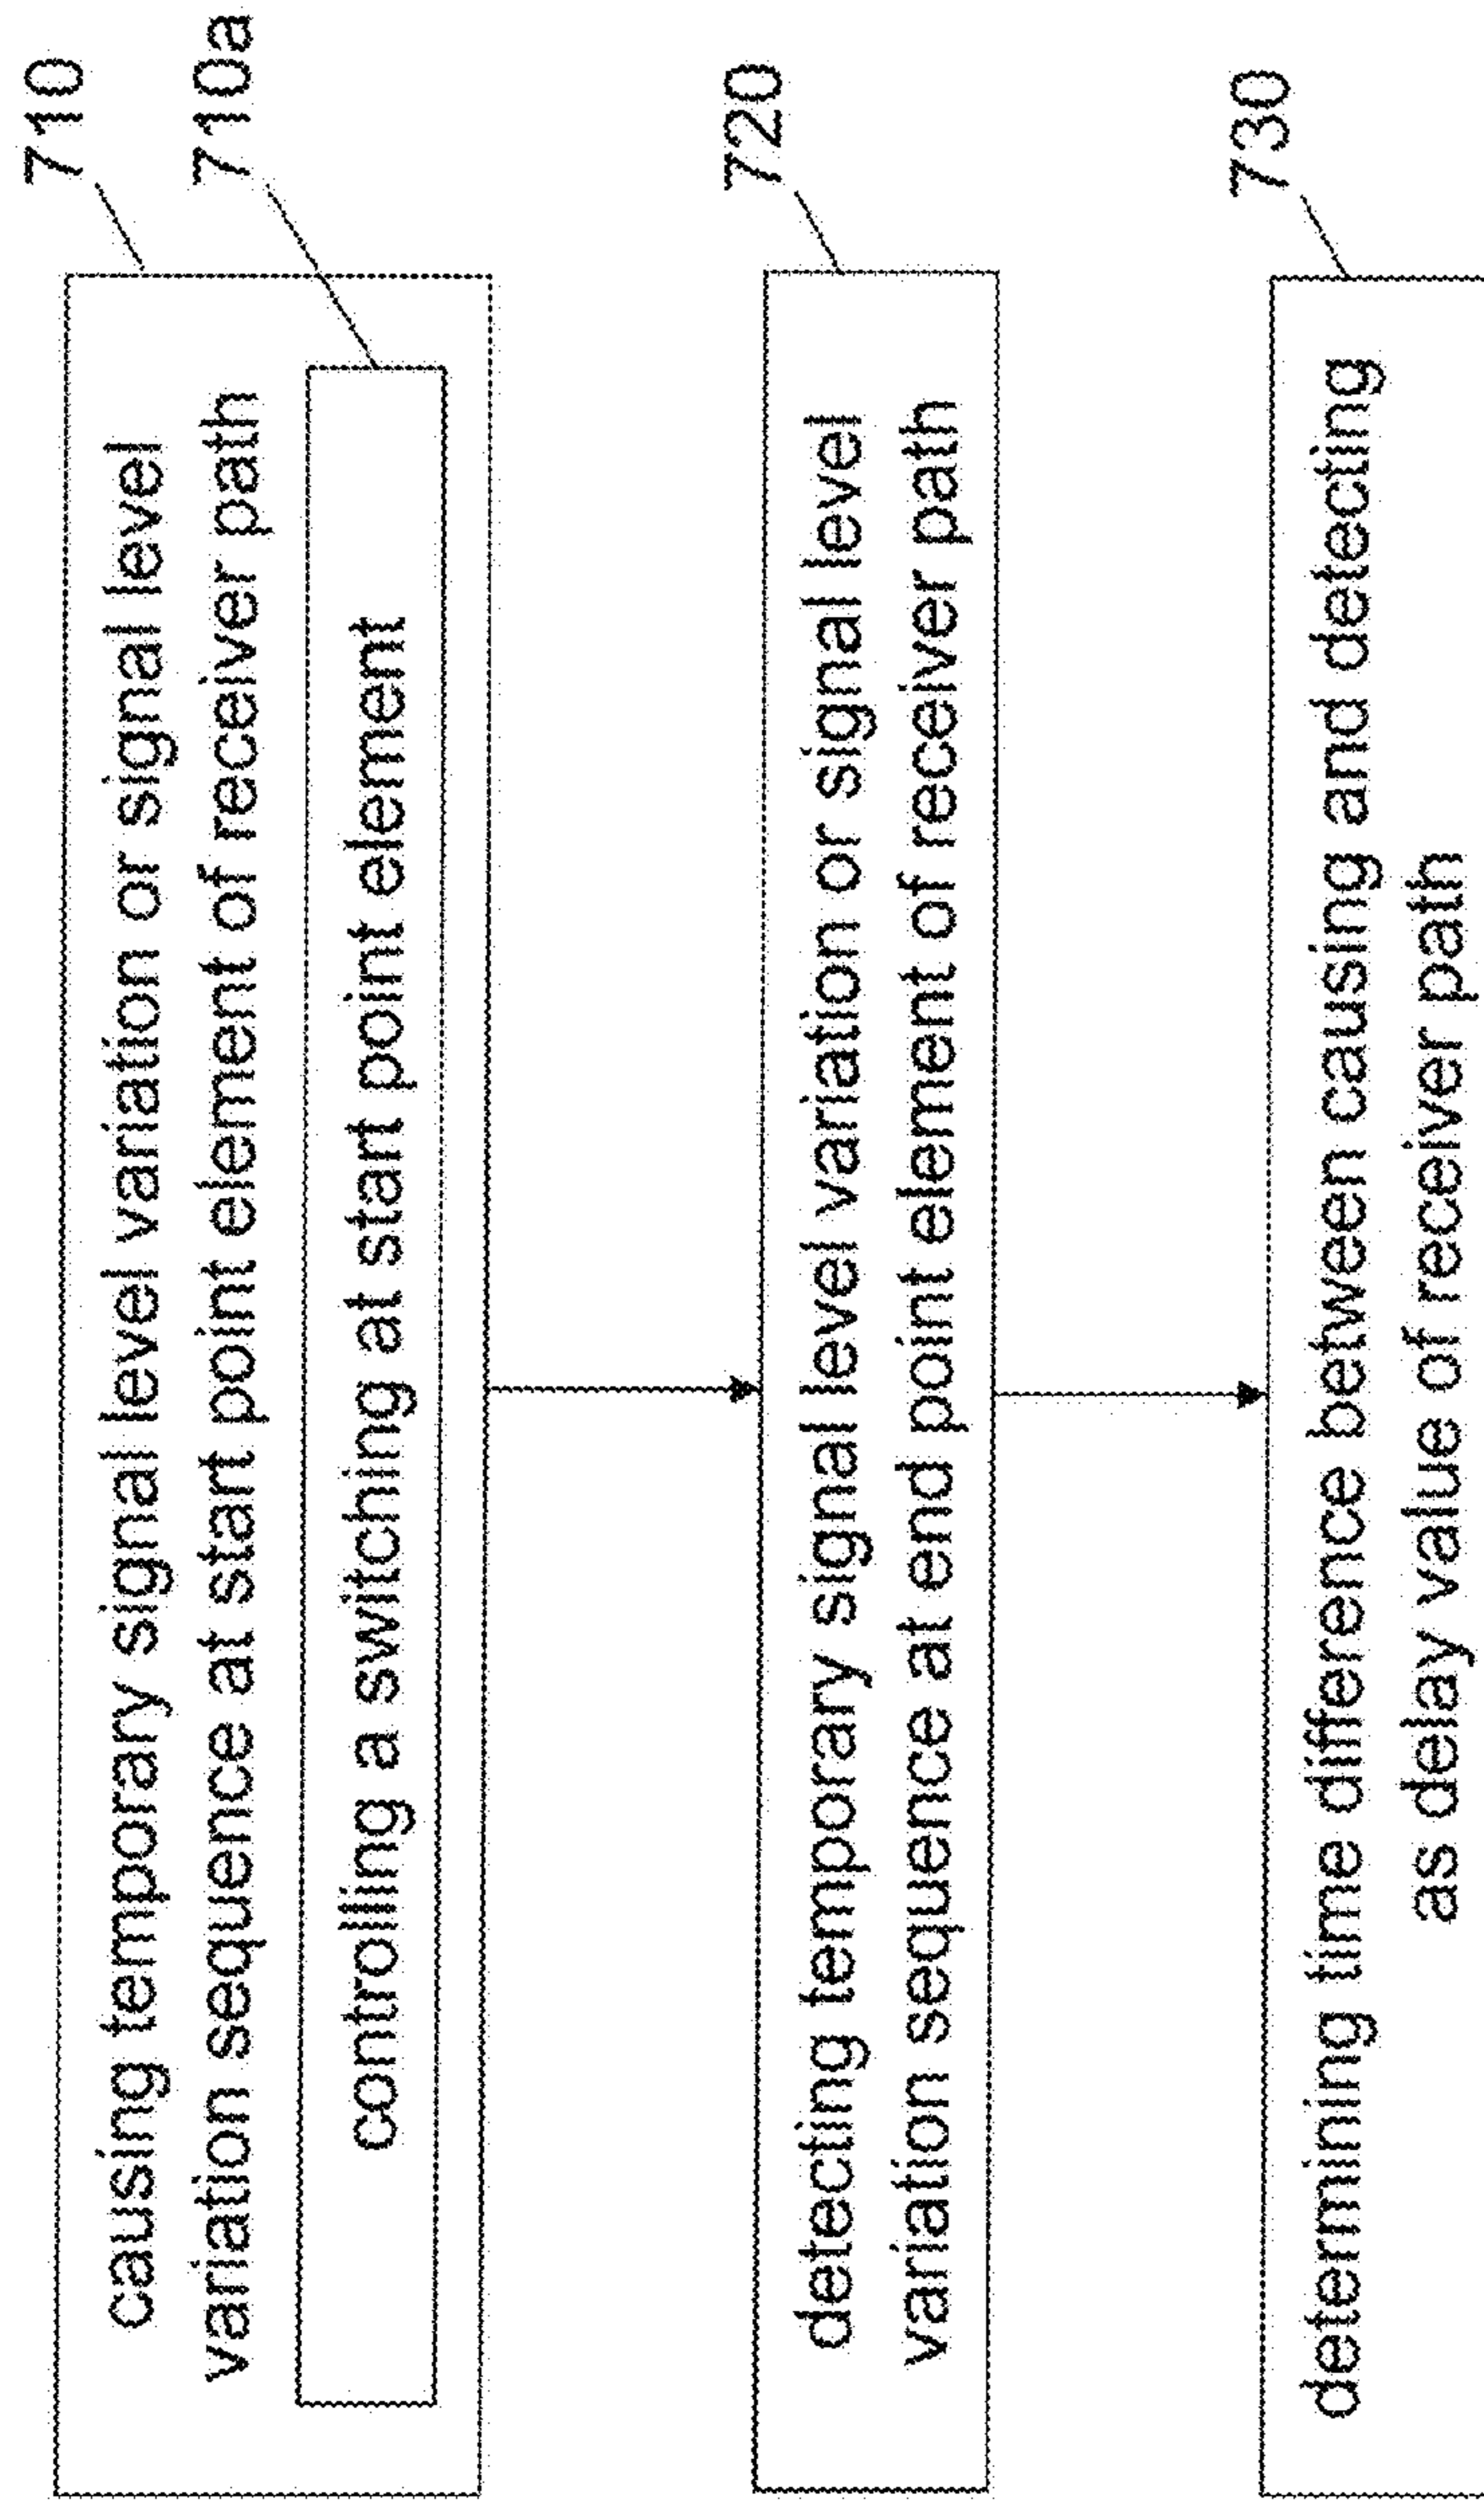 causing temporary signal level variation or signal level
variation sequence at start point element of receiver path
controlling a switching at start point element
710
710a
detecting temporary signal level variation or signal level
variation sequence at end point element of receiver path
720
determining time difference between causing and detecting
as delay value of receiver path
730